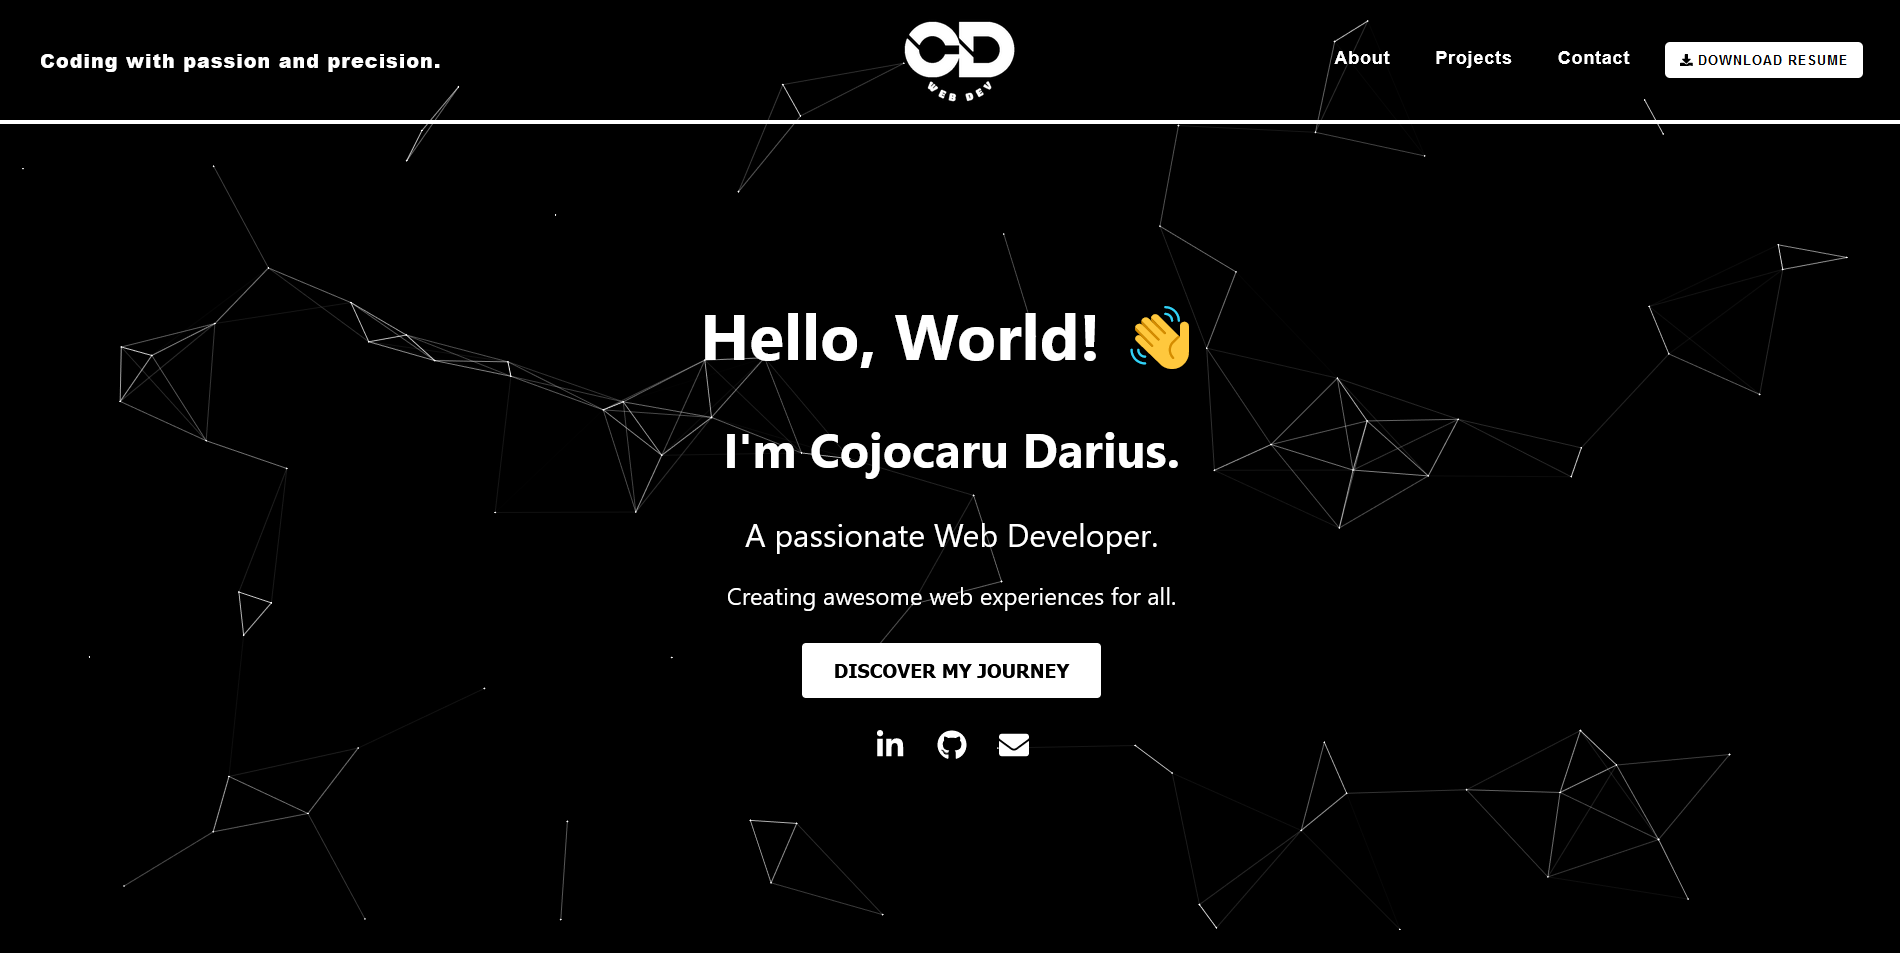 Coding with passion and precision.
CD
WEB DEV
About
Projects
Contact
DOWNLOAD RESUME
Hello, World! 👋
I'm Cojocaru Darius.
A passionate Web Developer.
Creating awesome web experiences for all.
DISCOVER MY JOURNEY
in